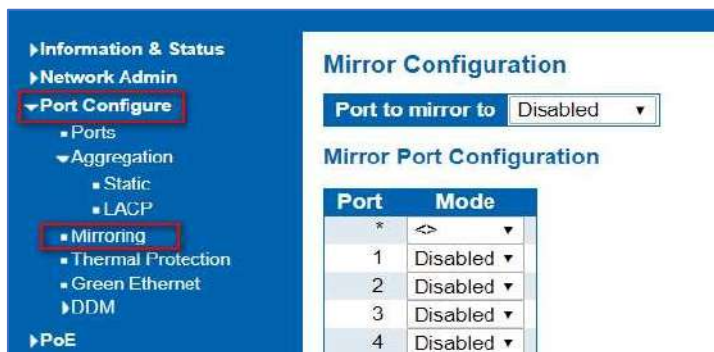 Information & Status
Network Admin
Port Configure
Ports
Aggregation
Static
LACP
Mirroring
Thermal Protection
Green Ethernet
DDM
PoE
Mirror Configuration
Port to mirror to Disabled
Mirror Port Configuration
Port Mode
* <>
1 Disabled
2 Disabled
3 Disabled
4 Disabled